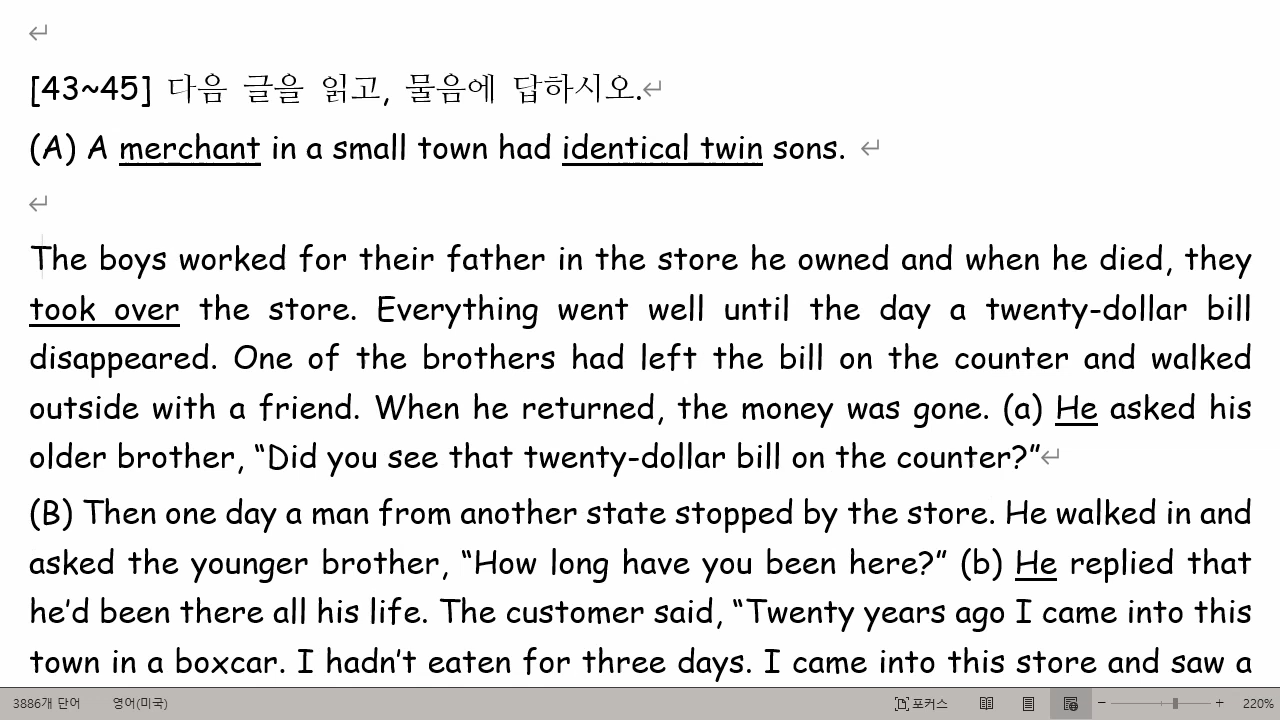 [43~45] 다음 글을 읽고, 물음에 답하시오.
(A) A merchant in a small town had identical twin sons.
The boys worked for their father in the store he owned and when he died, they
took over the store. Everything went well until the day a twenty-dollar bill
disappeared. One of the brothers had left the bill on the counter and walked
outside with a friend. When he returned, the money was gone. (a) He asked his
older brother, “Did you see that twenty-dollar bill on the counter?”
(B) Then one day a man from another state stopped by the store. He walked in and
asked the younger brother, “How long have you been here?” (b) He replied that
he’d been there all his life. The customer said, “Twenty years ago I came into this
town in a boxcar. I hadn’t eaten for three days. I came into this store and saw a
3886개 단어 영어(미국) 포커스 220%